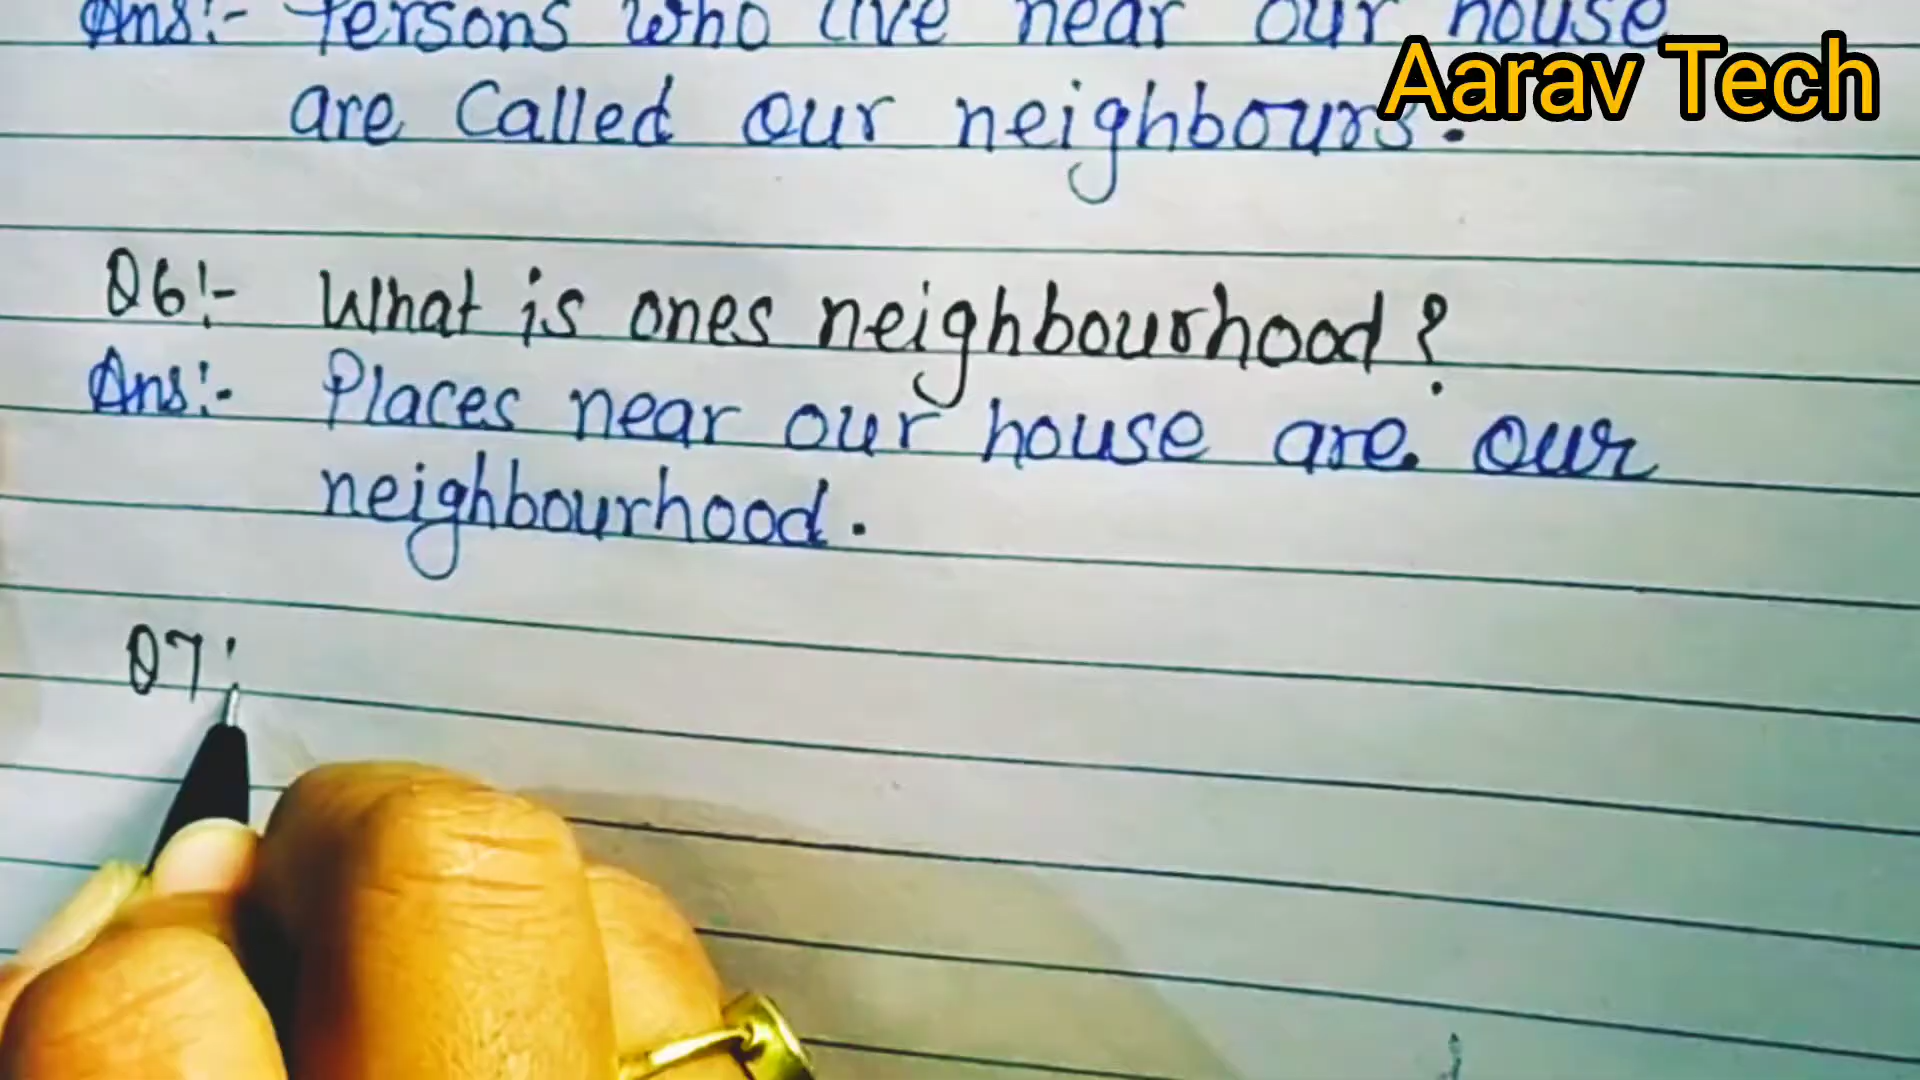 Ans:- Persons who live near our house
Aarav Tech
are Called our neighbours.
Q6!- What is ones neighbourhood?
Ans:- Places near our house are our
neighbourhood.
Q7: